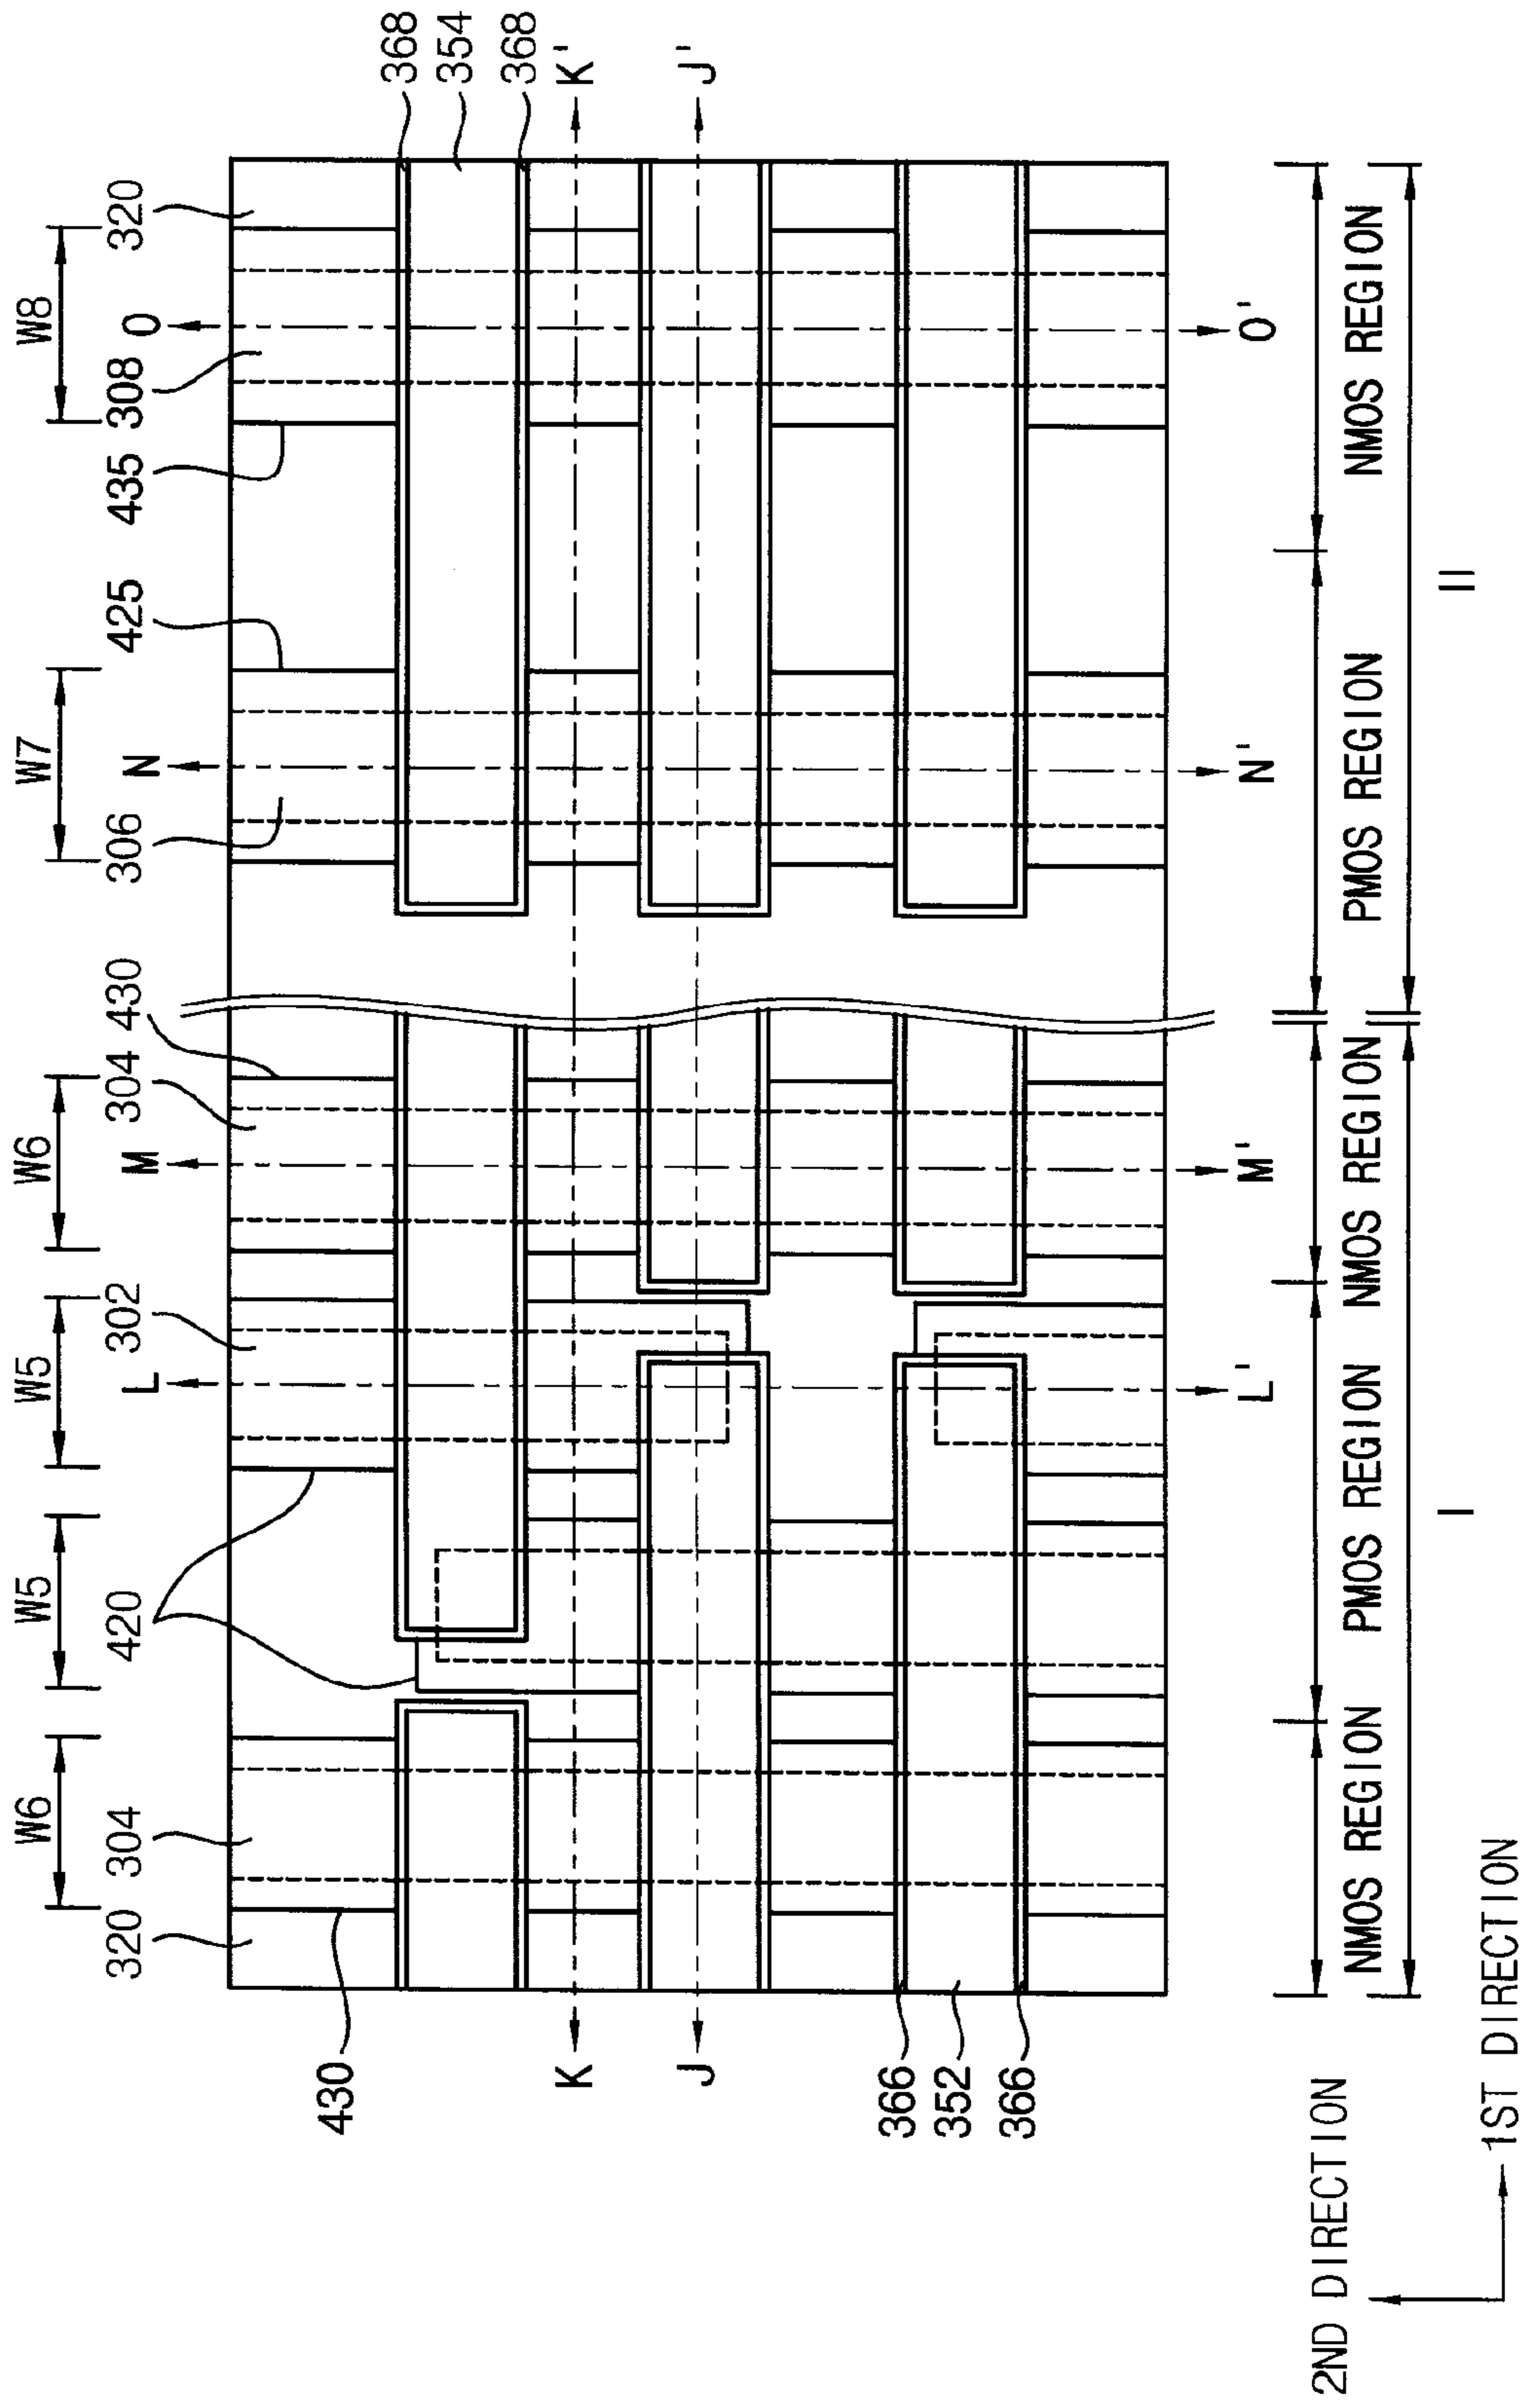 W6 W5 W5 W6 W7 W8
320 304 420 L 302 M 304 430 306 N 425 435 308 O 320
430
K K'
J J'
368
354
368
366
352
366
L' M' N' O'
NMOS REGION PMOS REGION NMOS REGION PMOS REGION NMOS REGION
I II
2ND DIRECTION
1ST DIRECTION